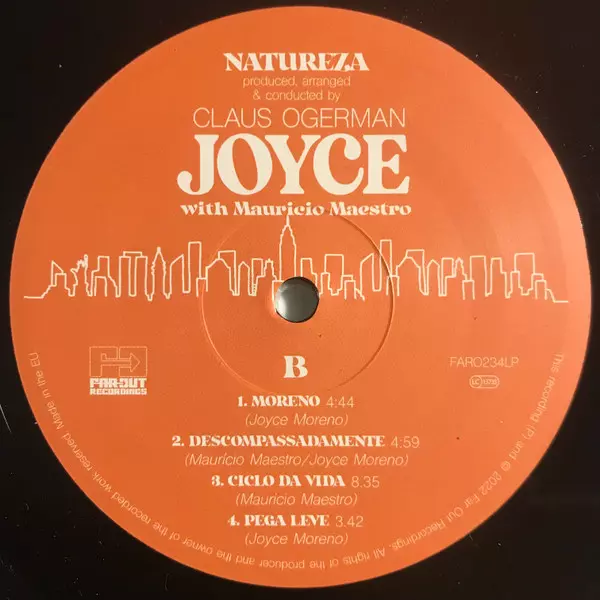 NATUREZA
produced, arranged
& conducted by
CLAUS OGERMAN
JOYCE
with Mauricio Maestro
FAR OUT
RECORDINGS
B
FARO234LP
LC
1. MORENO 4:44
(Joyce Moreno)
2. DESCOMPASSADAMENTE 4:59
(Maurício Maestro/Joyce Moreno)
3. CICLO DA VIDA 8.35
(Mauricio Maestro)
4. PEGA LEVE 3.42
(Joyce Moreno)
This recording (P) and © 2022 Far Out Recordings. All rights of the producer and the owner of the recorded work reserved. Made in the EU